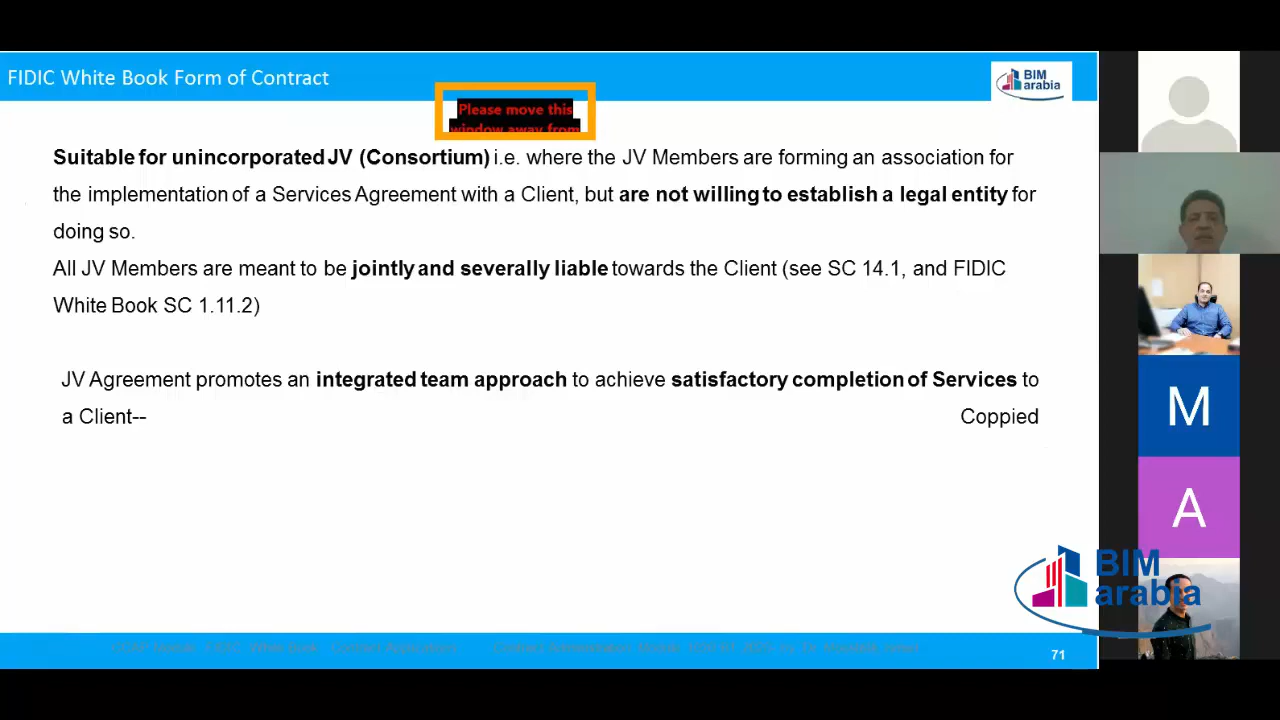 FIDIC White Book Form of Contract
BIM
arabia
Please move this
window away from
Suitable for unincorporated JV (Consortium) i.e. where the JV Members are forming an association for
the implementation of a Services Agreement with a Client, but are not willing to establish a legal entity for
doing so.
All JV Members are meant to be jointly and severally liable towards the Client (see SC 14.1, and FIDIC
White Book SC 1.11.2)
JV Agreement promotes an integrated team approach to achieve satisfactory completion of Services to
a Client-- Coppied
71
M
A
BIM
arabia